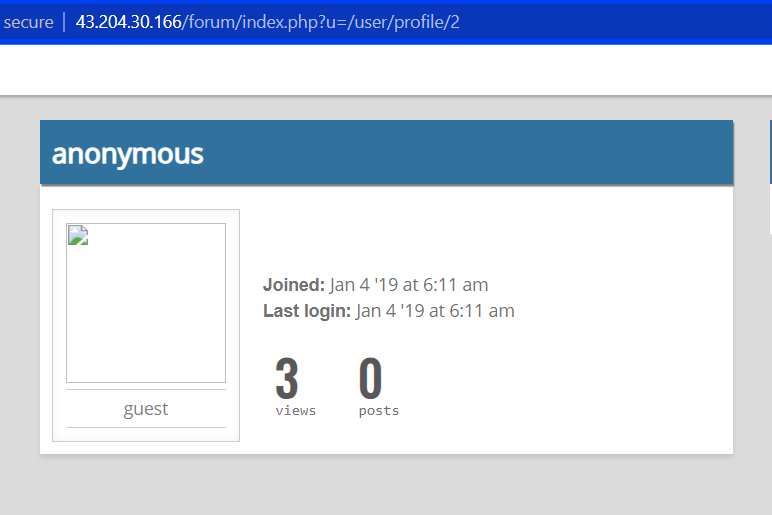 secure | 43.204.30.166/forum/index.php?u=/user/profile/2
anonymous
Joined: Jan 4 '19 at 6:11 am
Last login: Jan 4 '19 at 6:11 am
3 0
views posts
guest